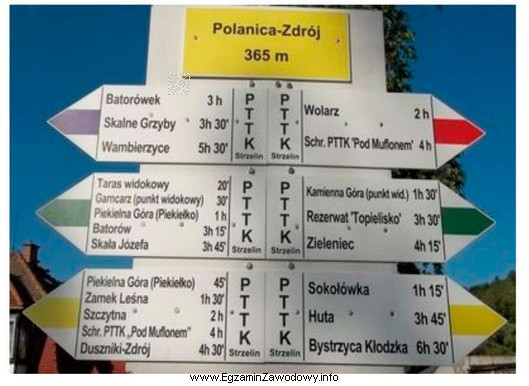 Polanica-Zdrój
365 m
Batorówek 3 h
Skalne Grzyby 3h 30'
Wambierzyce 5h 30'
PTTK
Strzelin
PTTK
Strzelin
Wolarz 2 h
Schr. PTTK 'Pod Muflonem' 4 h
Taras widokowy 20'
Garncarz (punkt widokowy) 30'
Piekielna Góra (Piekiełko) 1 h
Batorów 3h 15'
Skała Józefa 3h 45'
PTTK
Strzelin
PTTK
Strzelin
Kamienna Góra (punkt wid.) 1h 30'
Rezerwat 'Topielisko' 3h 30'
Zieleniec 4h 15'
Piekielna Góra (Piekiełko) 45'
Zamek Leśna 1h 30'
Szczytna 2 h
Schr. PTTK „Pod Muflonem" 4 h
Duszniki-Zdrój 4h 30'
PTTK
Strzelin
PTTK
Strzelin
Sokołówka 1h 15'
Huta 3h 45'
Bystrzyca Kłodzka 6h 30'
www.EgzaminZawodowy.info